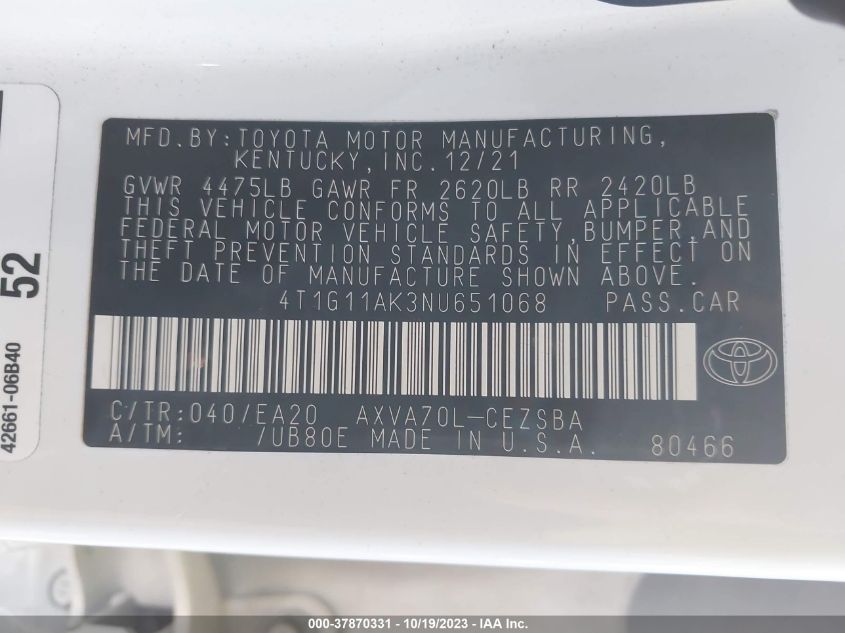 MFD.BY:TOYOTA MOTOR MANUFACTURING,
KENTUCKY,INC.12/21
GVWR 4475LB GAWR FR 2620LB RR 2420LB
THIS VEHICLE CONFORMS TO ALL APPLICABLE
FEDERAL MOTOR VEHICLE SAFETY,BUMPER,AND
THEFT PREVENTION STANDARDS IN EFFECT ON
THE DATE OF MANUFACTURE SHOWN ABOVE.
4T1G11AK3NU651068 PASS.CAR
C/TR:040/EA20 AXVA70L-CEZSBA
A/TM: /UB80E MADE IN U.S.A. 80466
52
42661-06B40
000-37870331 - 10/19/2023 - IAA Inc.